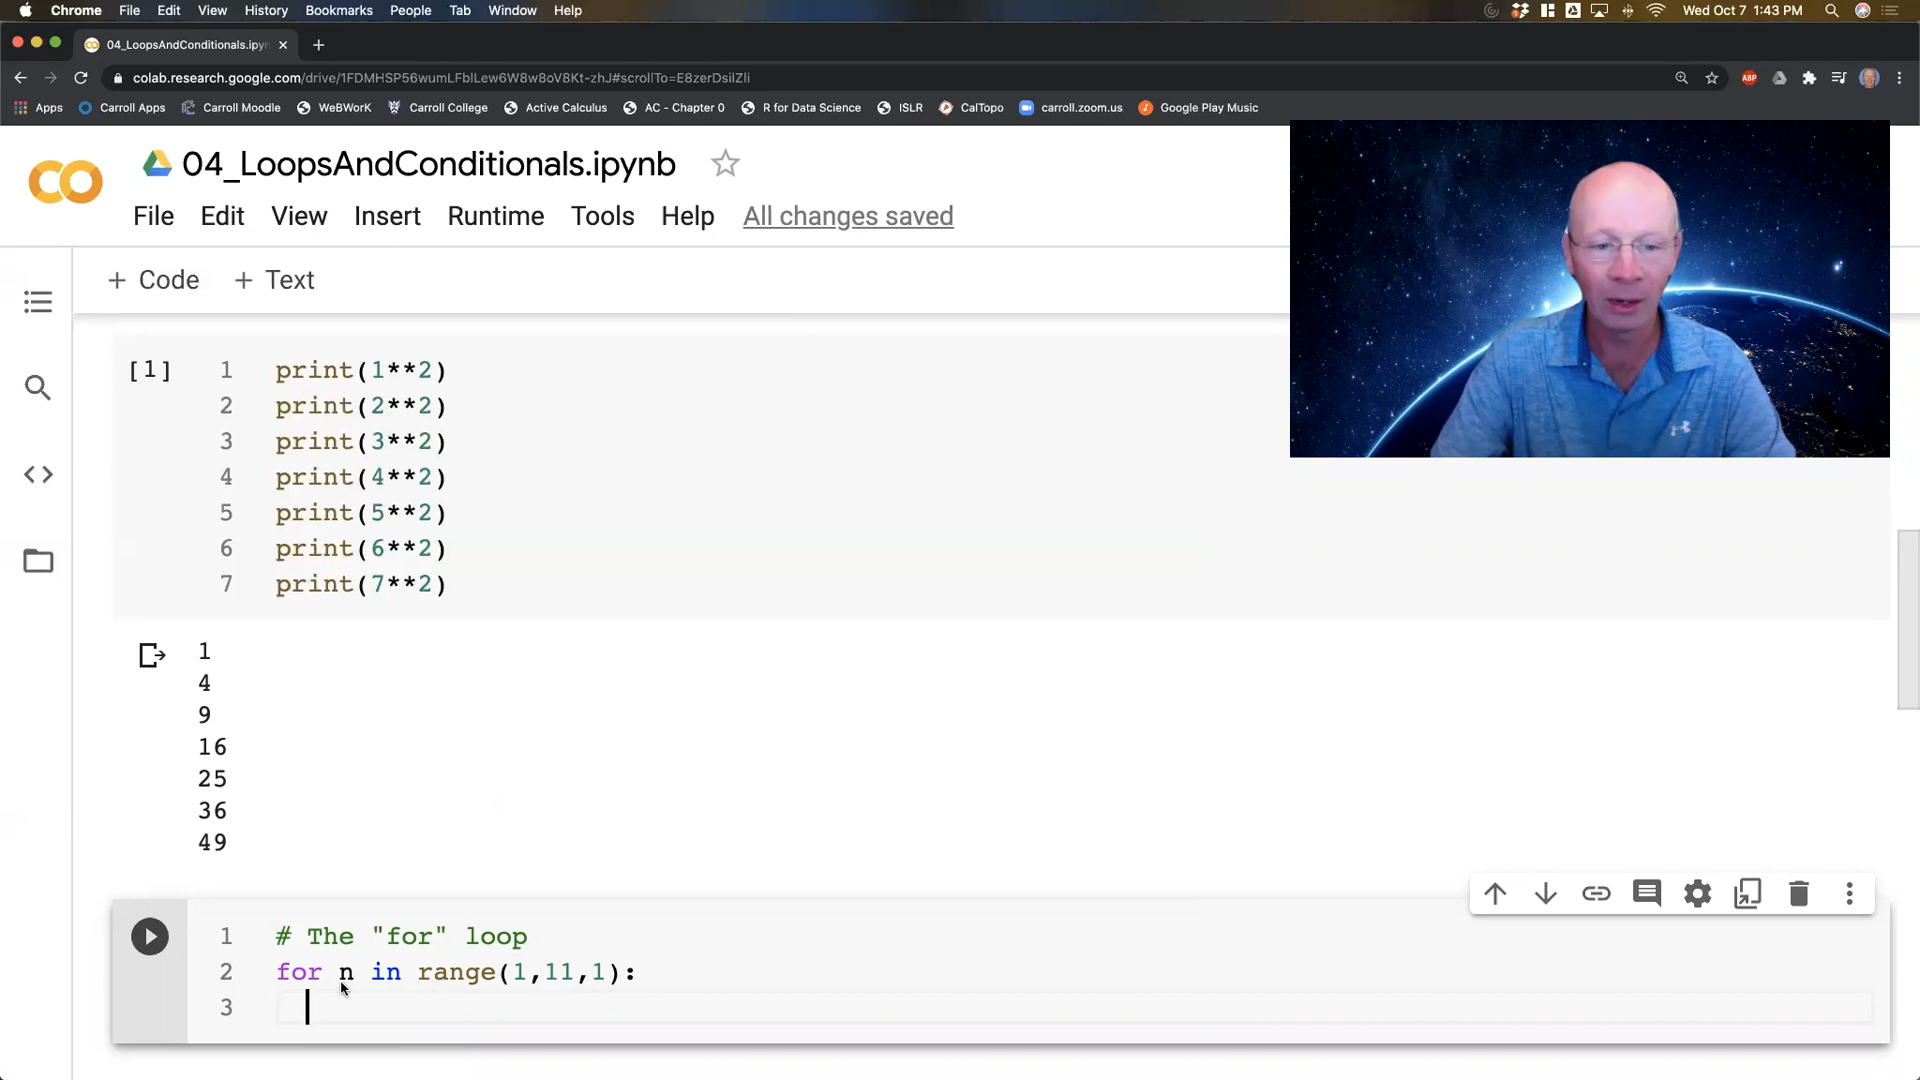 Chrome File Edit View History Bookmarks People Tab Window Help Wed Oct 7 1:43 PM
04_LoopsAndConditionals.ipyn
colab.research.google.com/drive/1FDMHSP56wumLFblLew6W8w8oV8Kt-zhJ#scrollTo=E8zerDsilZli ABP
Apps Carroll Apps Carroll Moodle WeBWorK Carroll College Active Calculus AC - Chapter 0 R for Data Science ISLR CalTopo carroll.zoom.us Google Play Music
04_LoopsAndConditionals.ipynb
File Edit View Insert Runtime Tools Help All changes saved
+ Code + Text
[1] 1 print(1**2)
2 print(2**2)
3 print(3**2)
4 print(4**2)
5 print(5**2)
6 print(6**2)
7 print(7**2)
1
4
9
16
25
36
49
1 # The "for" loop
2 for n in range(1,11,1):
3